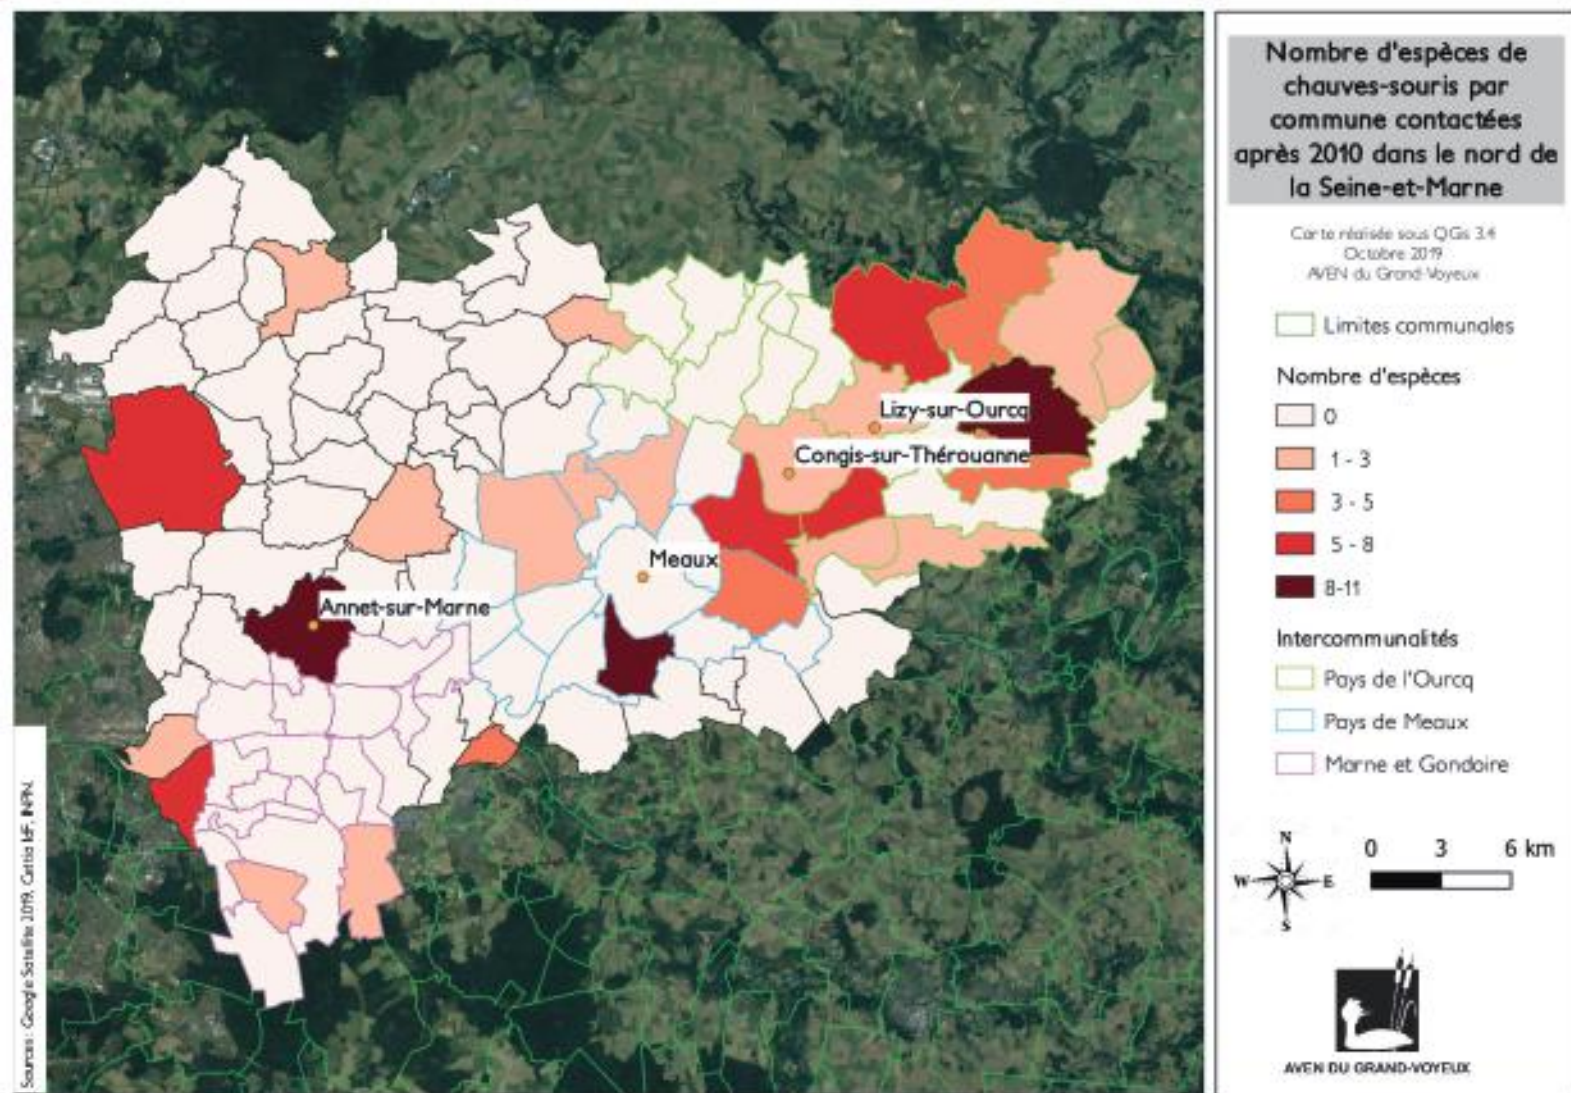 Nombre d'espèces de
chauves-souris par
commune contactées
après 2010 dans le nord de
la Seine-et-Marne
Carte réalisée sous QGis 3.4
Octobre 2019
AVEN du Grand-Voyeux
Limites communales
Nombre d'espèces
0
1 - 3
3 - 5
5 - 8
8-11
Intercommunalités
Pays de l'Ourcq
Pays de Meaux
Marne et Gondoire
N
W
E
S
0 3 6 km
AVEN DU GRAND-VOYEUX
Lizy-sur-Ourcq
Congis-sur-Thérouanne
Meaux
Annet-sur-Marne
Sources : Google Satellite 2019, IdF, INPN.